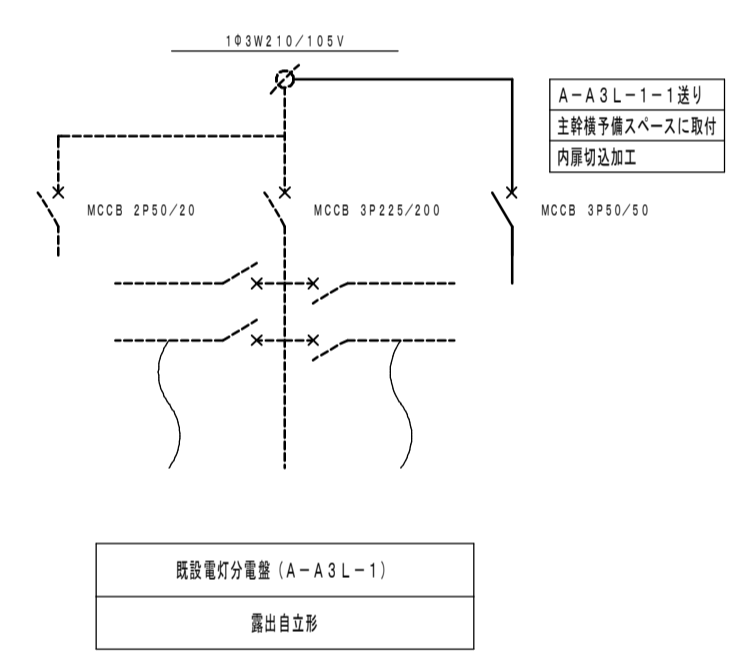 1Φ3W210/105V
A-A3L-1-1送り
主幹横予備スペースに取付
内扉切込加工
MCCB 2P50/20
MCCB 3P225/200
MCCB 3P50/50
既設電灯分電盤(A-A3L-1)
露出自立形